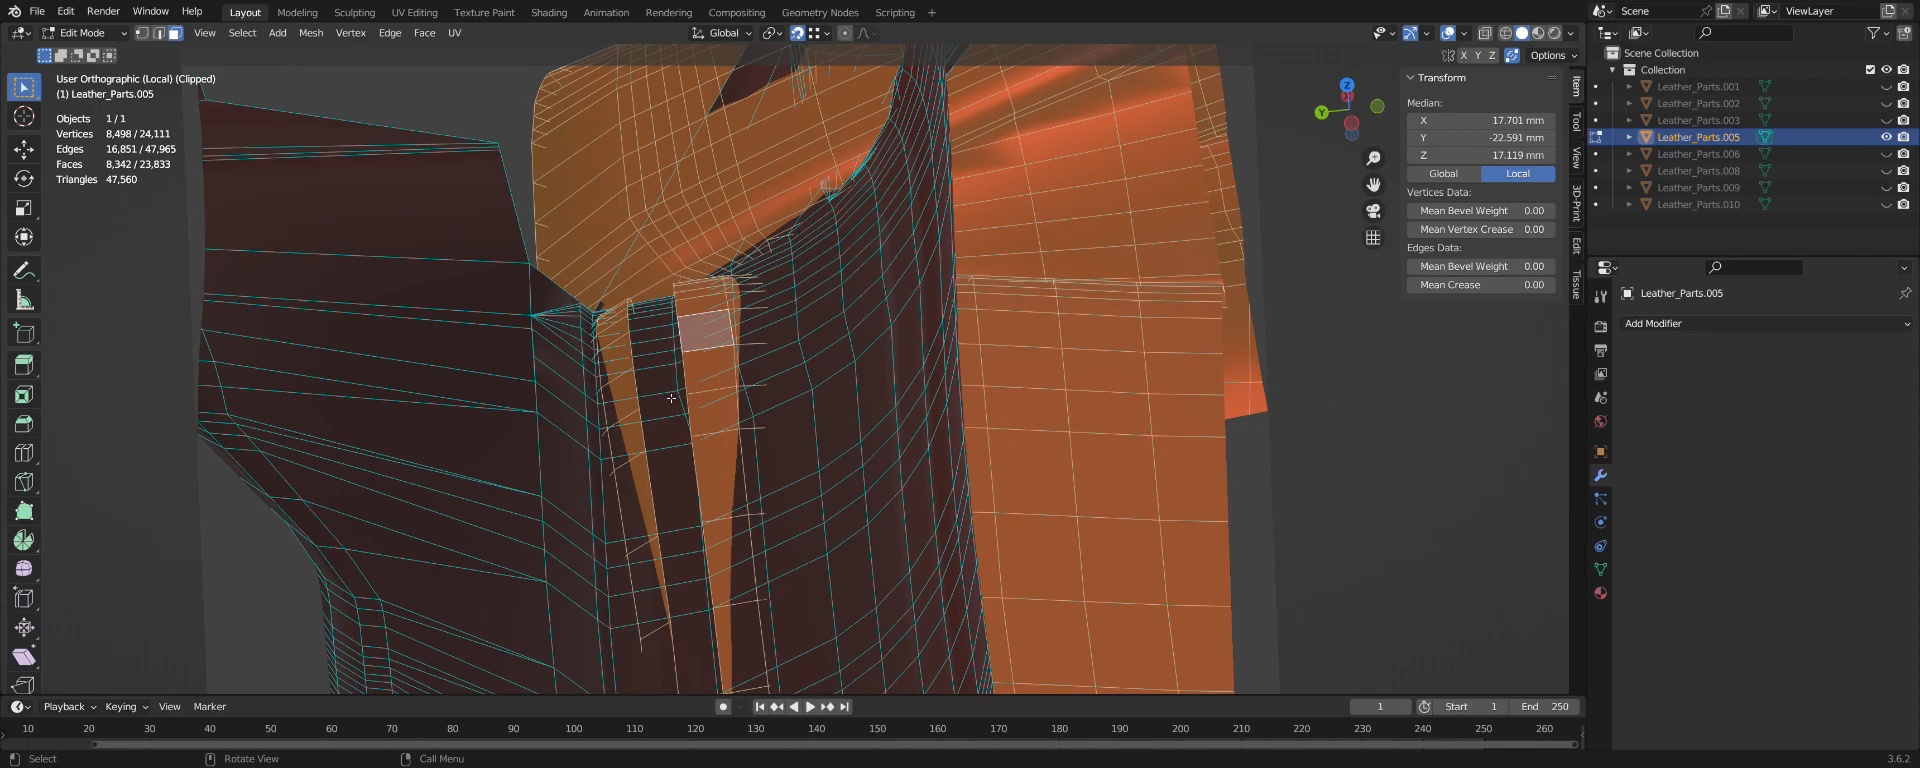 File Edit Render Window Help
Layout Modeling Sculpting UV Editing Texture Paint Shading Animation Rendering Compositing Geometry Nodes Scripting +
Scene
ViewLayer
Edit Mode View Select Add Mesh Vertex Edge Face UV
Global
X Y Z
Options
User Orthographic (Local) (Clipped)
(1) Leather_Parts.005
Objects 1 / 1
Vertices 8,498 / 24,111
Edges 16,851 / 47,965
Faces 8,342 / 23,833
Triangles 47,560
Z
Y
Transform
Median:
X 17.701 mm
Y -22.591 mm
Z 17.119 mm
Global Local
Vertices Data:
Mean Bevel Weight 0.00
Mean Vertex Crease 0.00
Edges Data:
Mean Bevel Weight 0.00
Mean Crease 0.00
Item
Tool
View
3D-Print
Edit
Tissue
Scene Collection
Collection
Leather_Parts.001
Leather_Parts.002
Leather_Parts.003
Leather_Parts.005
Leather_Parts.006
Leather_Parts.008
Leather_Parts.009
Leather_Parts.010
Leather_Parts.005
Add Modifier
Playback Keying View Marker
1
Start 1
End 250
10 20 30 40 50 60 70 80 90 100 110 120 130 140 150 160 170 180 190 200 210 220 230 240 250 260
Select
Rotate View
Call Menu
3.6.2